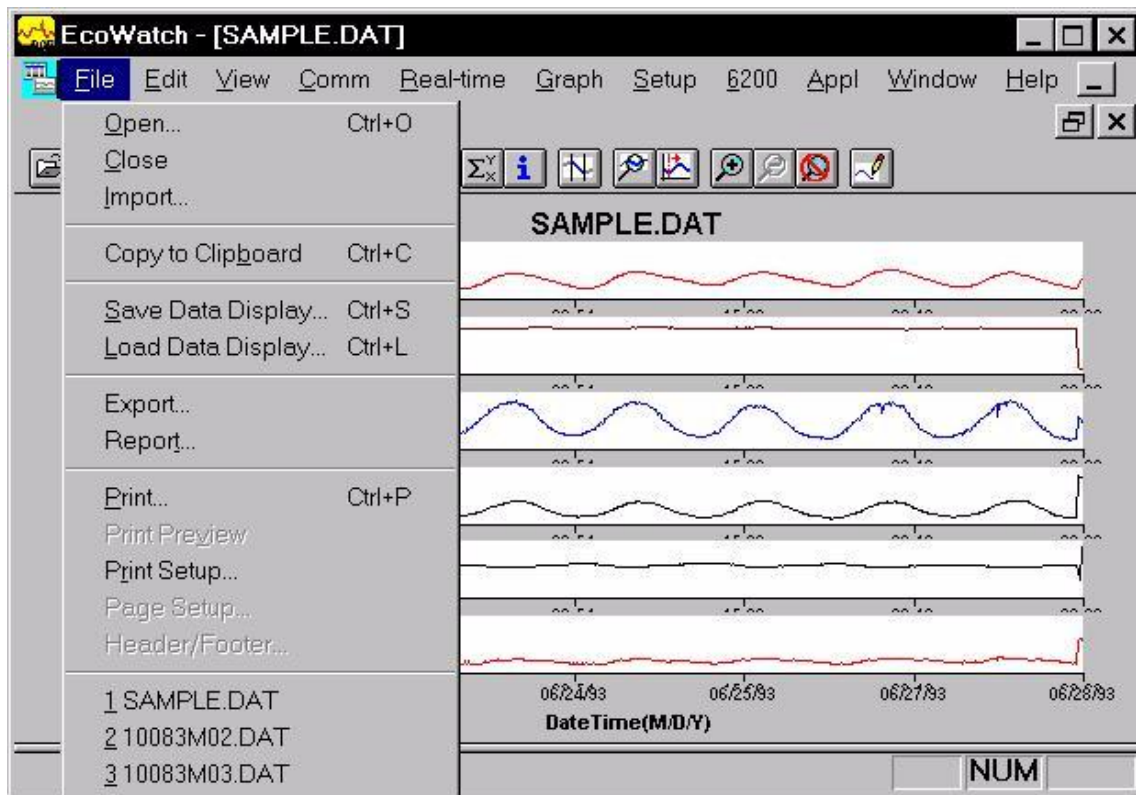 EcoWatch - [SAMPLE.DAT]
File Edit View Comm Real-time Graph Setup 6200 Appl Window Help
Open... Ctrl+O
Close
Import...
Copy to Clipboard Ctrl+C
Save Data Display... Ctrl+S
Load Data Display... Ctrl+L
Export...
Report...
Print... Ctrl+P
Print Preview
Print Setup...
Page Setup...
Header/Footer...
1 SAMPLE.DAT
2 10083M02.DAT
3 10083M03.DAT
SAMPLE.DAT
06/24/93 06/25/93 06/27/93 06/28/93
DateTime(M/D/Y)
NUM